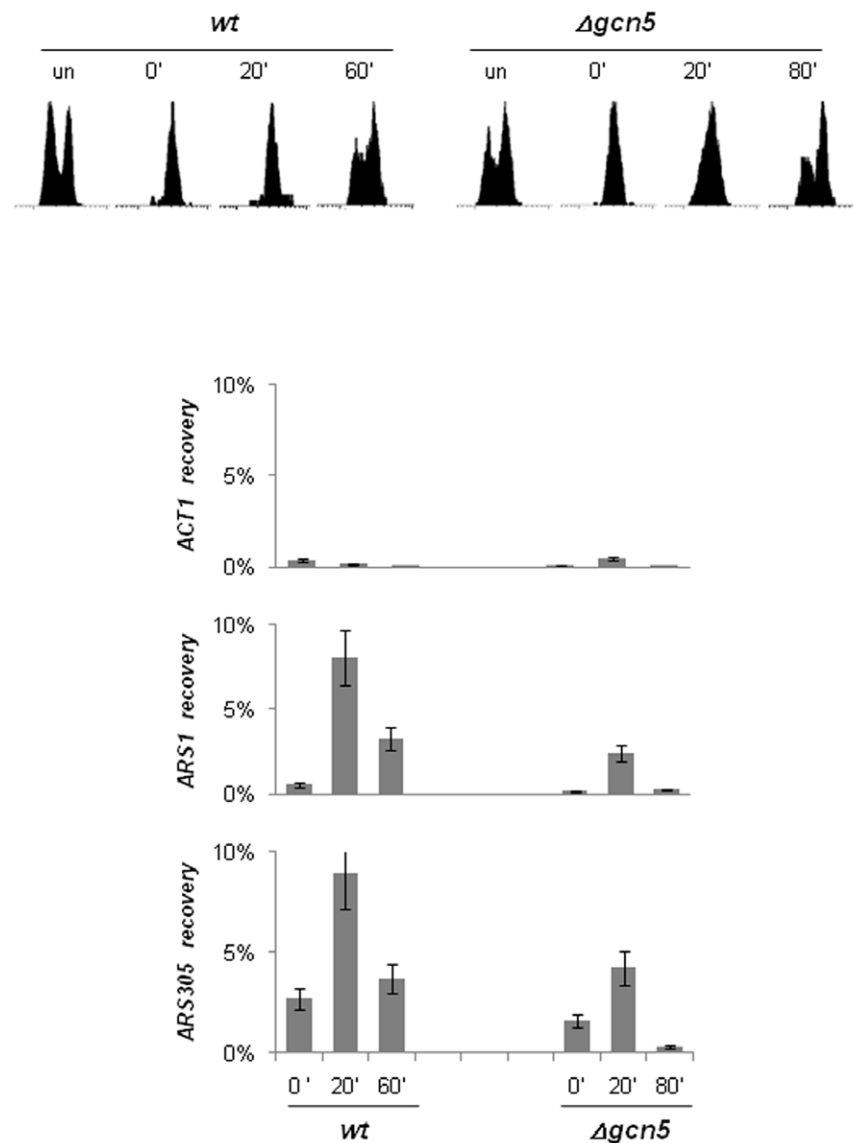 wt Δgcn5
un 0' 20' 60' un 0' 20' 80'
10%
5%
0%
ACT1 recovery
10%
5%
0%
ARS1 recovery
10%
5%
0%
ARS305 recovery
0' 20' 60' 0' 20' 80'
wt Δgcn5